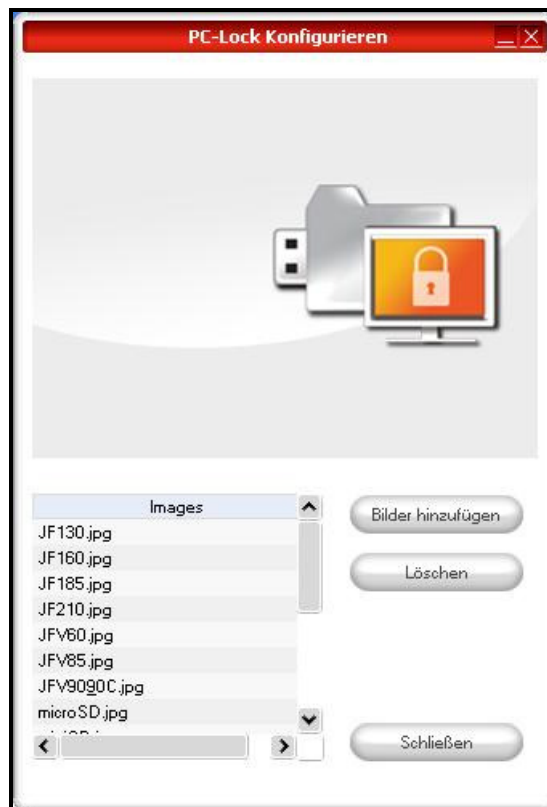 PC-Lock Konfigurieren
Images
JF130.jpg
JF160.jpg
JF185.jpg
JF210.jpg
JFV60.jpg
JFV85.jpg
JFV9090C.jpg
microSD.jpg
Bilder hinzufügen
Löschen
Schließen